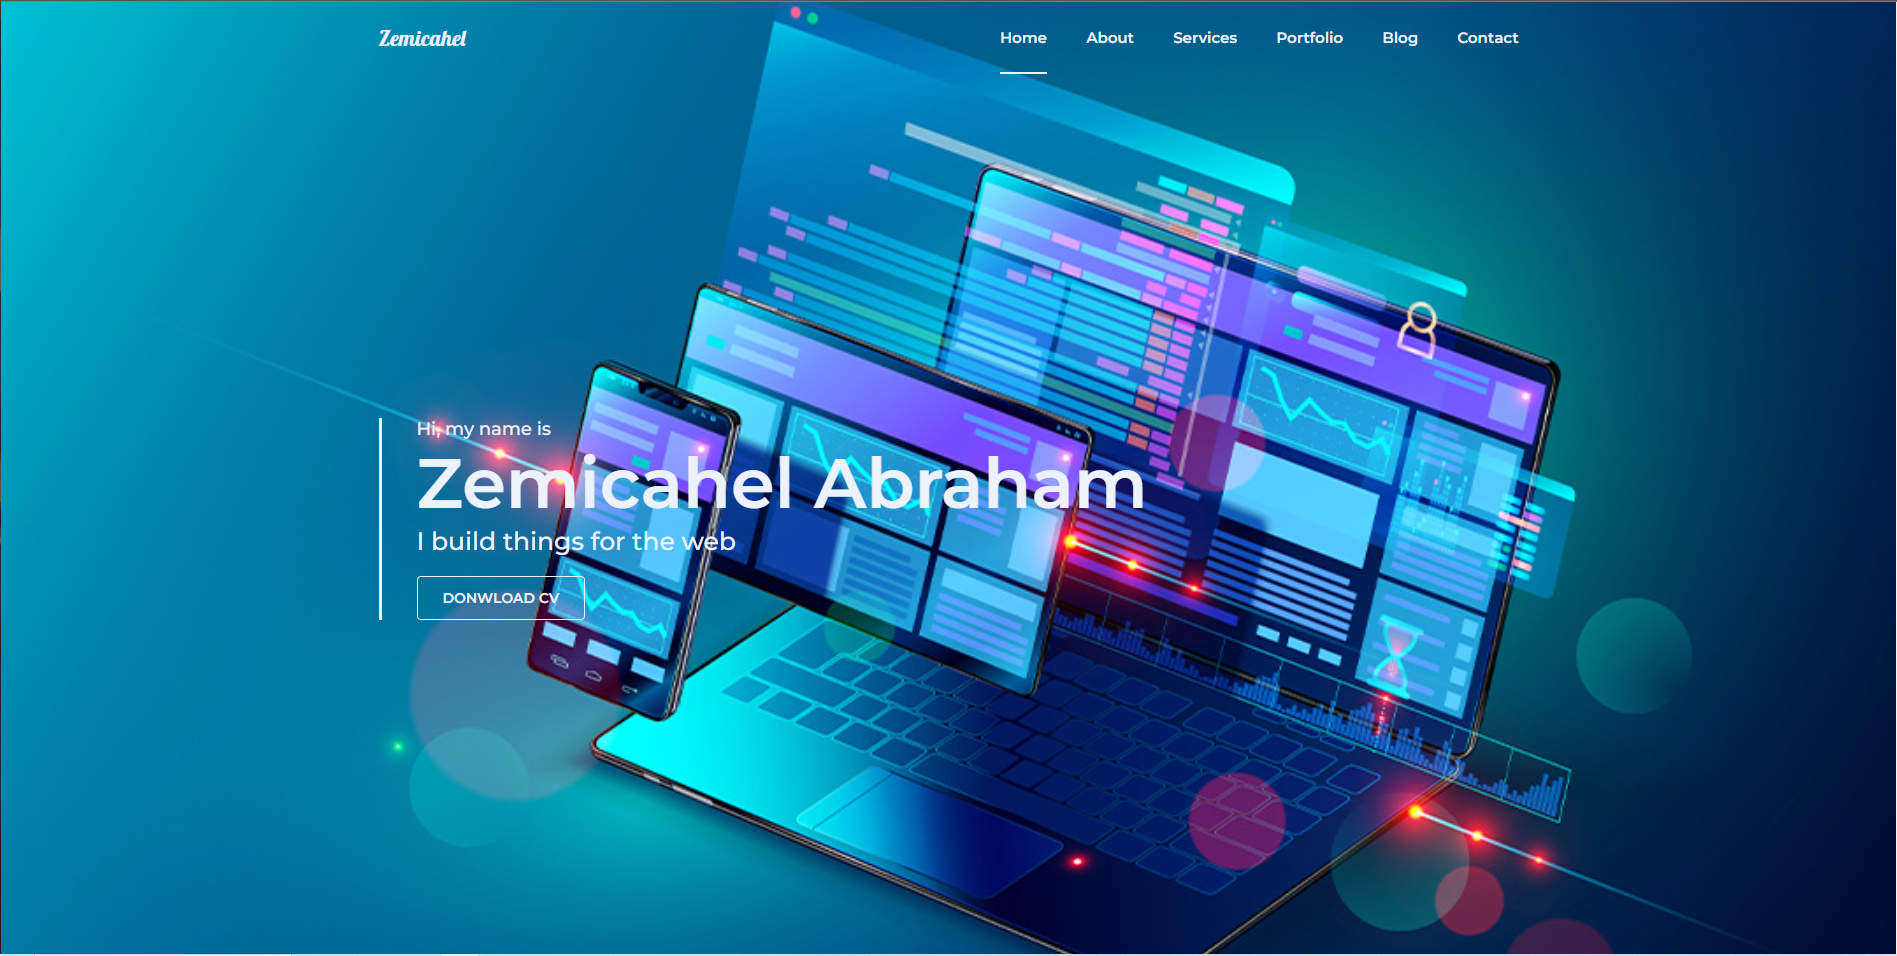 Zemicahel
Home About Services Portfolio Blog Contact
Hi, my name is
Zemicahel Abraham
I build things for the web
DONWLOAD CV